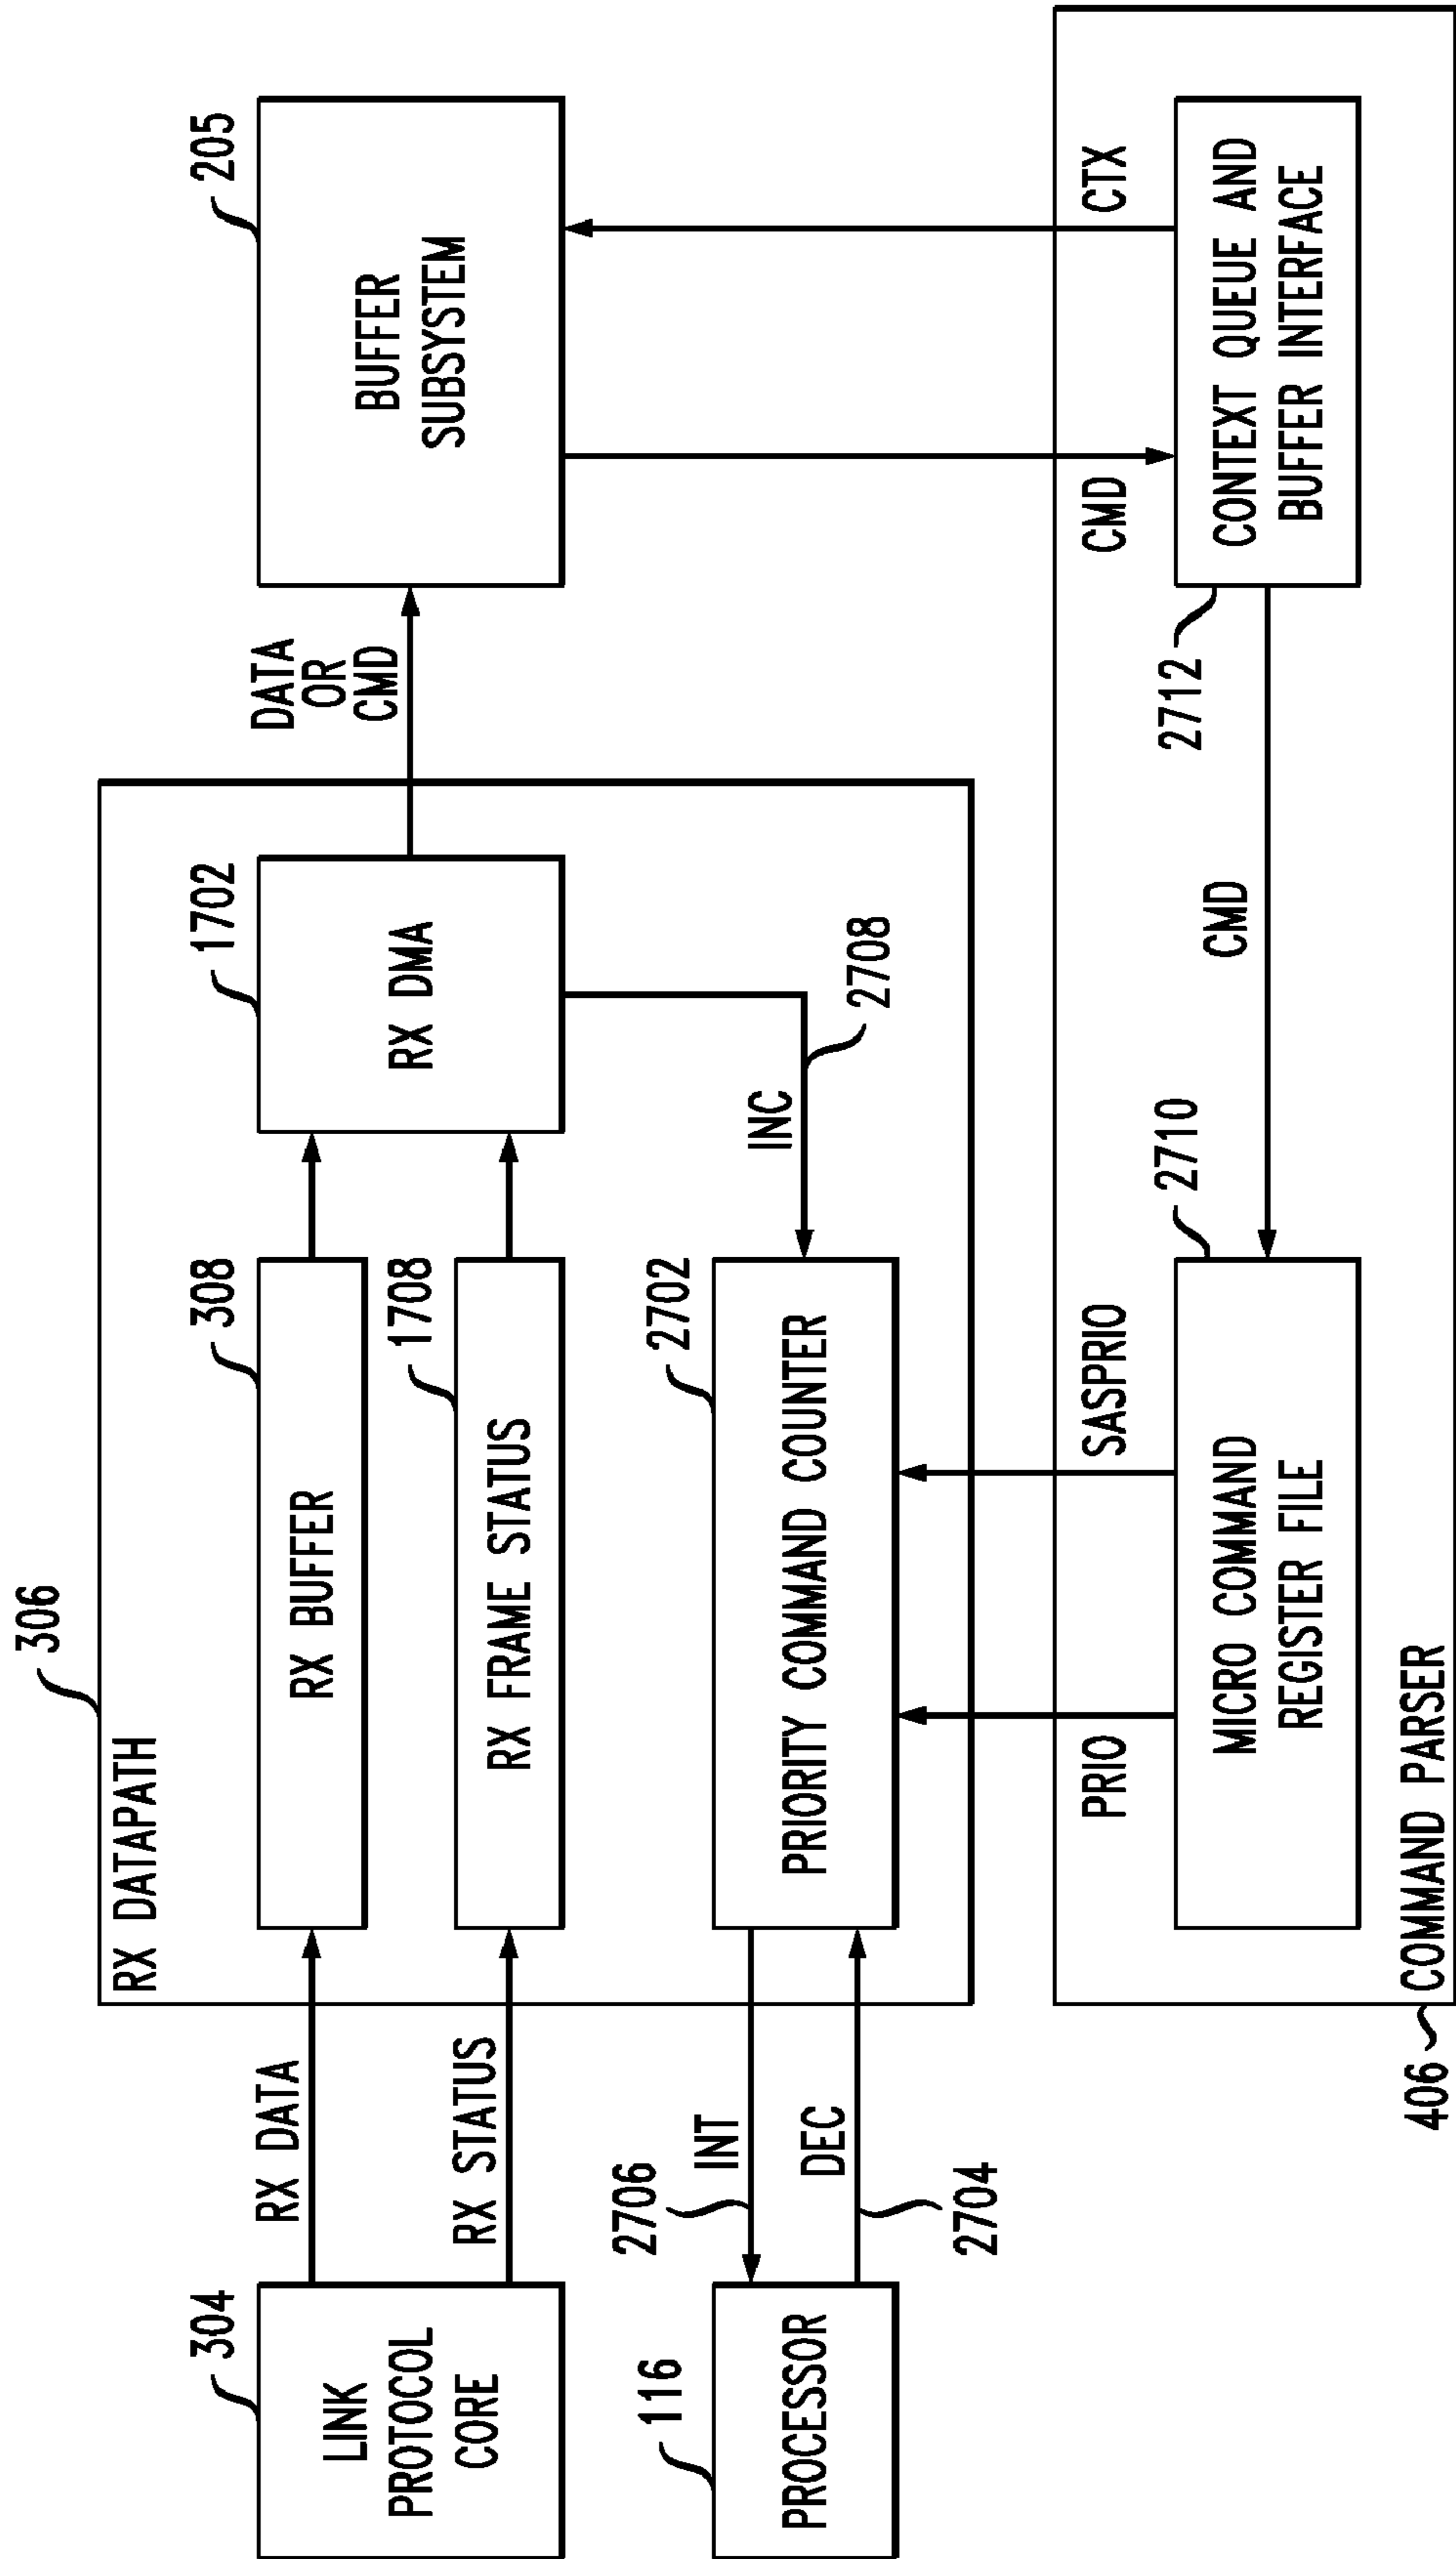 306
RX DATAPATH
304
LINK
PROTOCOL
CORE
RX DATA
RX STATUS
308
RX BUFFER
1708
RX FRAME STATUS
1702
RX DMA
DATA
OR
CMD
205
BUFFER
SUBSYSTEM
116
PROCESSOR
2706
INT
DEC
2704
2702
PRIORITY COMMAND COUNTER
INC
2708
PRIO
SASPRIO
CMD
CTX
2710
MICRO COMMAND
REGISTER FILE
CMD
2712
CONTEXT QUEUE AND
BUFFER INTERFACE
406
COMMAND PARSER